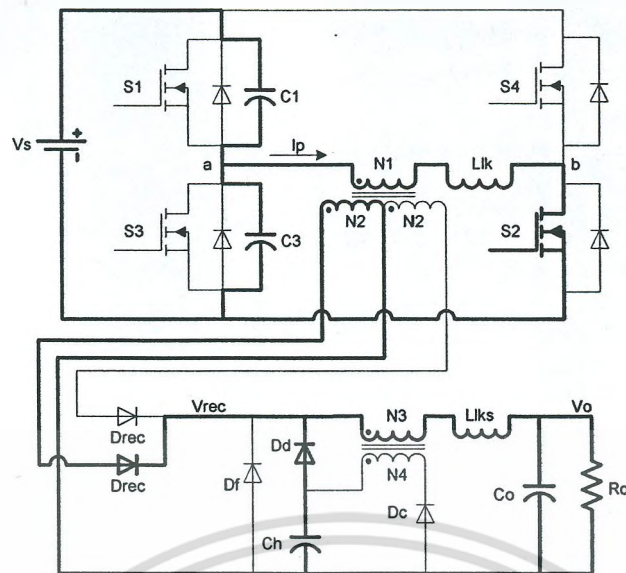 S1
C1
S4
Vs
+
-
a
Ip
N1
Llk
b
S3
C3
N2
N2
S2
Vrec
N3
Llks
Vo
Drec
Drec
Df
Dd
N4
Dc
Ch
Co